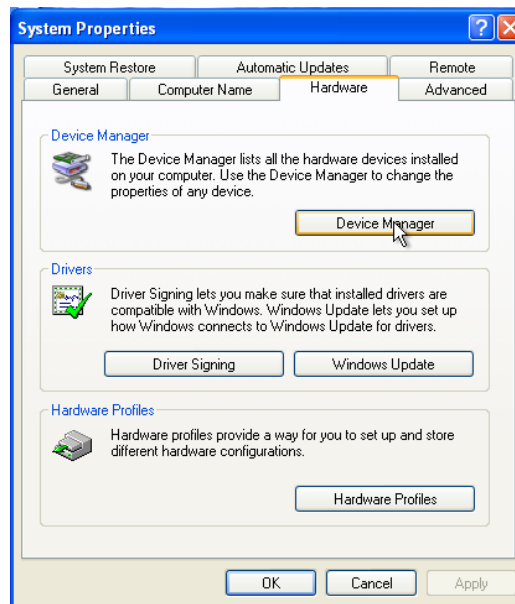 System Properties
System Restore Automatic Updates Remote
General Computer Name Hardware Advanced
Device Manager
The Device Manager lists all the hardware devices installed
on your computer. Use the Device Manager to change the
properties of any device.
Device Manager
Drivers
Driver Signing lets you make sure that installed drivers are
compatible with Windows. Windows Update lets you set up
how Windows connects to Windows Update for drivers.
Driver Signing Windows Update
Hardware Profiles
Hardware profiles provide a way for you to set up and store
different hardware configurations.
Hardware Profiles
OK Cancel Apply